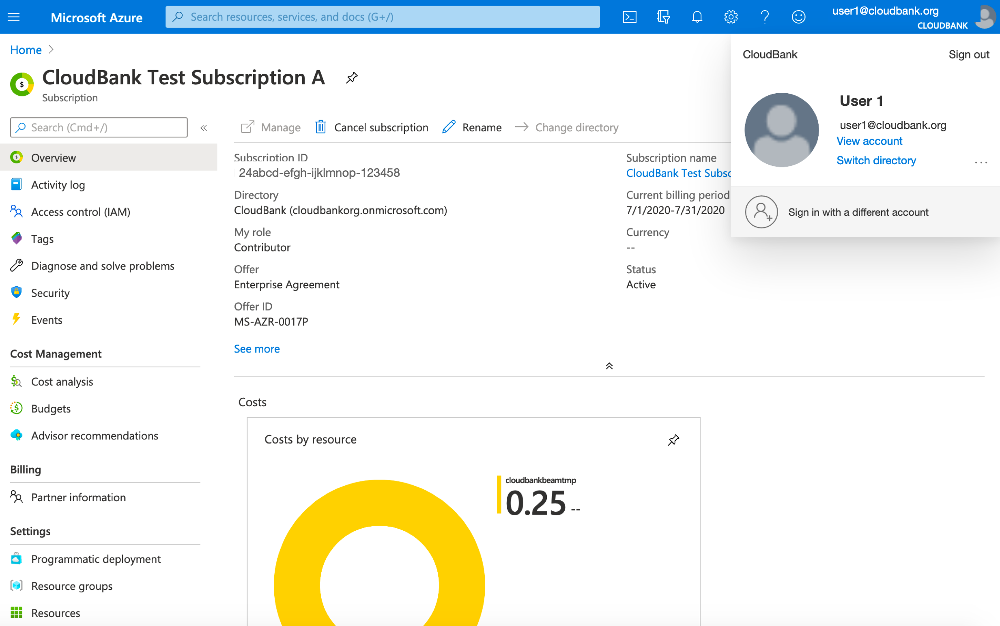 Microsoft Azure
Search resources, services, and docs (G+/)
user1@cloudbank.org
CLOUDBANK
Home
CloudBank Test Subscription A
Subscription
CloudBank
Sign out
User 1
user1@cloudbank.org
View account
Switch directory
...
Sign in with a different account
Search (Cmd+/)
Manage
Cancel subscription
Rename
Change directory
Overview
Activity log
Access control (IAM)
Tags
Diagnose and solve problems
Security
Events
Cost Management
Cost analysis
Budgets
Advisor recommendations
Billing
Partner information
Settings
Programmatic deployment
Resource groups
Resources
Subscription ID
24abcd-efgh-ijklmnop-123458
Directory
CloudBank (cloudbankorg.onmicrosoft.com)
My role
Contributor
Offer
Enterprise Agreement
Offer ID
MS-AZR-0017P
See more
Subscription name
CloudBank Test Subsc
Current billing period
7/1/2020-7/31/2020
Currency
--
Status
Active
Costs
Costs by resource
cloudbankbeamtmp
0.25 --